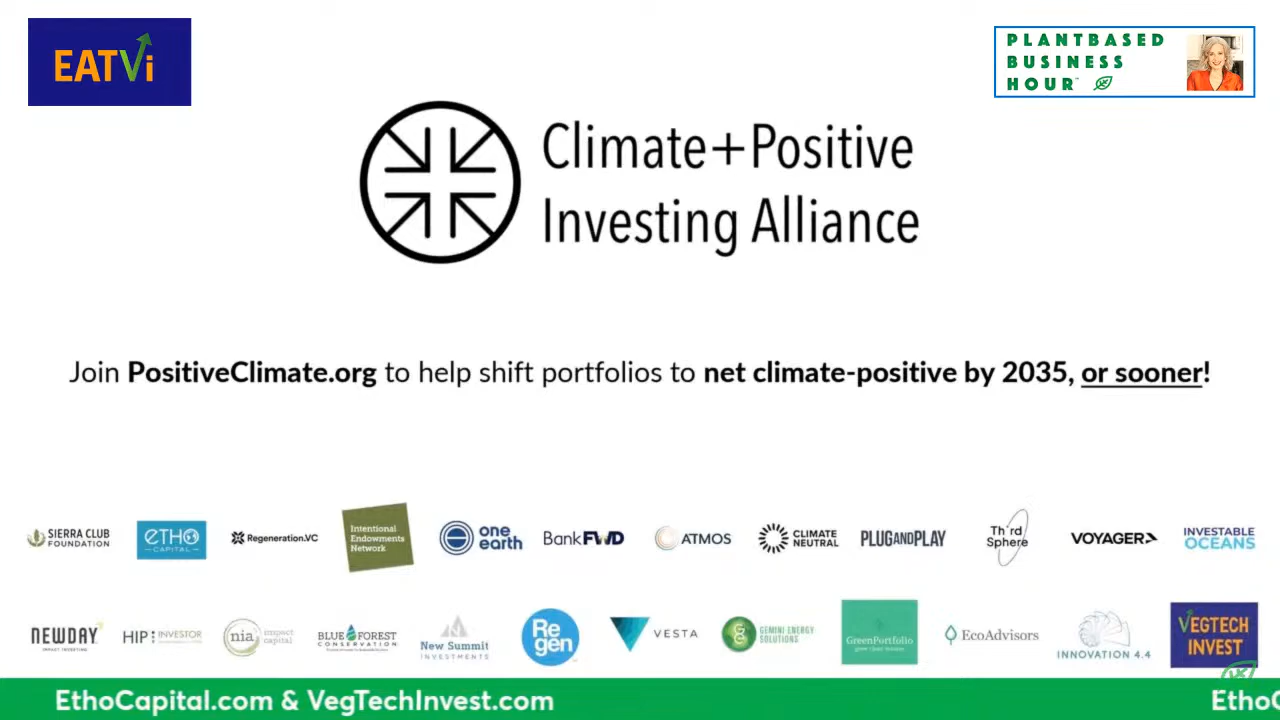 EATVi
PLANTBASED
BUSINESS
HOUR
Climate+Positive
Investing Alliance
Join PositiveClimate.org to help shift portfolios to net climate-positive by 2035, or sooner!
SIERRA CLUB
FOUNDATION
ETHO
CAPITAL
Regeneration.VC
Intentional
Endowments
Network
one
earth
BankFWD
ATMOS
CLIMATE
NEUTRAL
PLUGANDPLAY
Third
Sphere
VOYAGER
INVESTABLE
OCEANS
NEWDAY
IMPACT INVESTING
HIP INVESTOR
nia impact
capital
BLUE FOREST
CONSERVATION
New Summit
INVESTMENTS
Re
gen
VESTA
GEMINI ENERGY
SOLUTIONS
GreenPortfolio
EcoAdvisors
INNOVATION 4.4
VEGTECH
INVEST
EthoCapital.com & VegTechInvest.com
EthoC